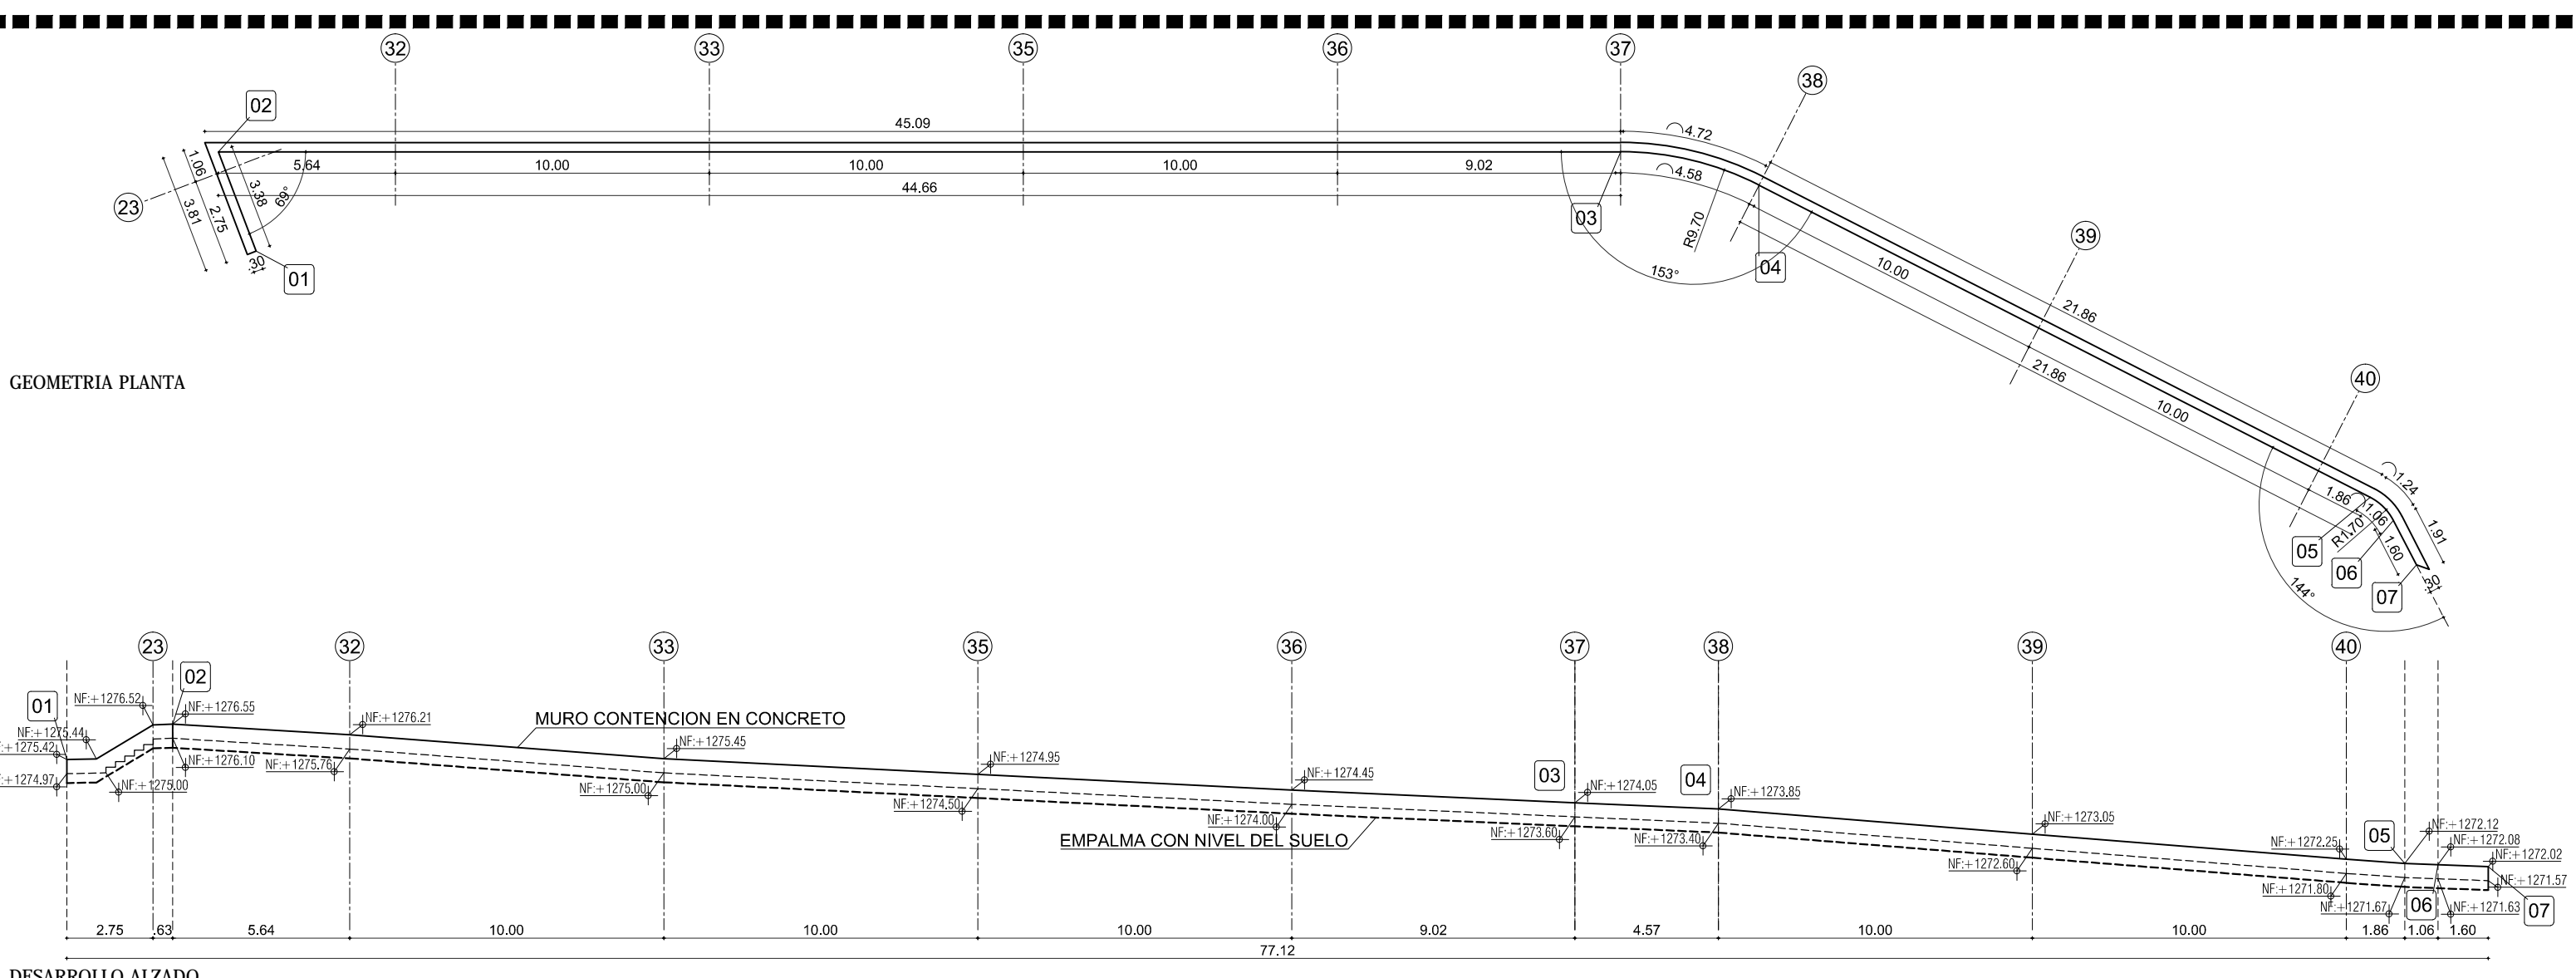 32
33
35
36
37
38
02
45.09
4.72
1.06
5.64
10.00
10.00
10.00
9.02
4.58
3.38
69°
44.66
23
3.81
2.75
03
R9.70
39
.30
01
153°
04
10.00
21.86
21.86
GEOMETRIA PLANTA
40
10.00
1.24
1.86
1.06
R1.70
1.91
05
1.60
06
144°
07
.30
23
32
33
35
36
37
38
39
40
02
01
NF:+1276.52
NF:+1276.55
NF:+1276.21
MURO CONTENCION EN CONCRETO
NF:+1275.44
NF:+1275.42
NF:+1275.45
NF:+1276.10
NF:+1275.76
NF:+1274.95
NF:+1274.97
NF:+1275.00
NF:+1275.00
NF:+1274.45
03
04
NF:+1274.05
NF:+1273.85
NF:+1274.50
NF:+1274.00
NF:+1273.60
NF:+1273.40
EMPALMA CON NIVEL DEL SUELO
NF:+1273.05
NF:+1272.60
NF:+1272.25
05
NF:+1272.12
NF:+1272.08
NF:+1272.02
NF:+1271.80
NF:+1271.57
NF:+1271.67
06
NF:+1271.63
07
2.75
.63
5.64
10.00
10.00
10.00
9.02
4.57
10.00
10.00
1.86
1.06
1.60
77.12
DESARROLLO ALZADO